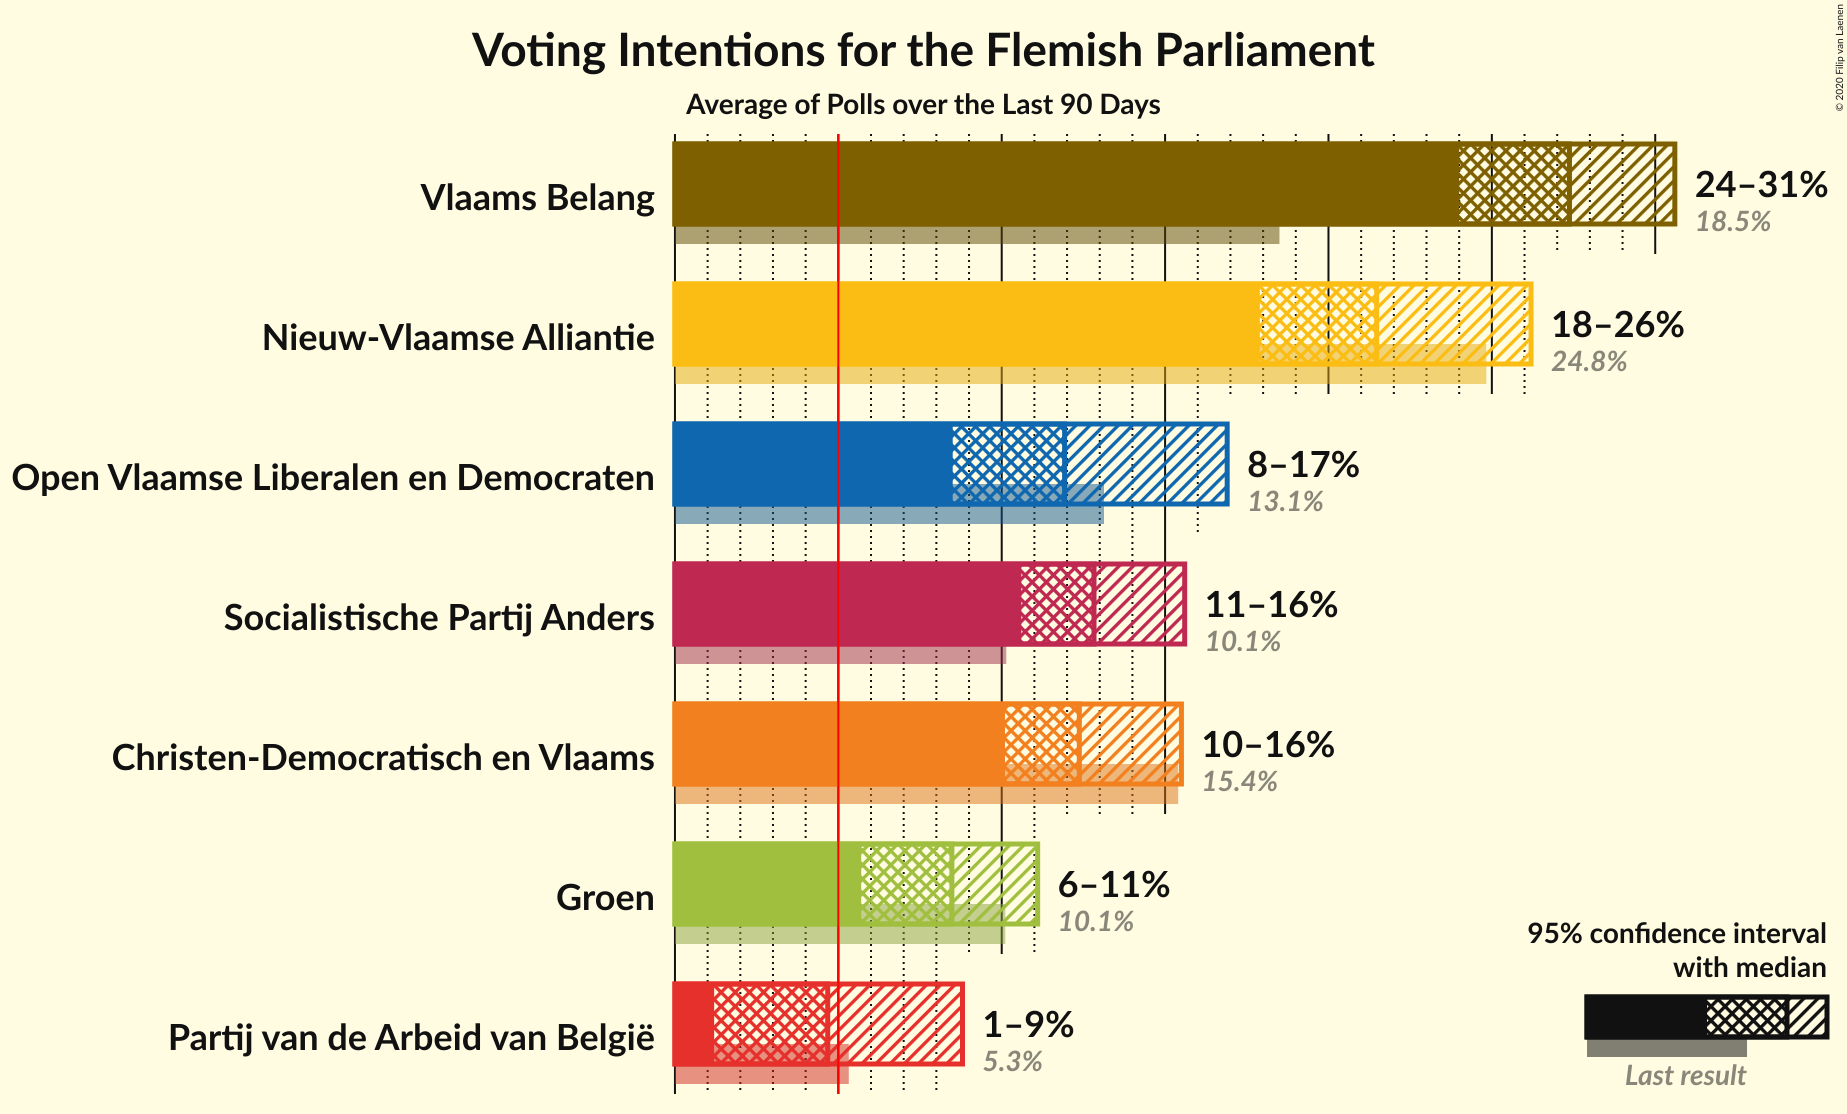 Voting Intentions for the Flemish Parliament
Average of Polls over the Last 90 Days
© 2020 Filip van Laenen
Vlaams Belang
24–31%
18.5%
Nieuw-Vlaamse Alliantie
18–26%
24.8%
Open Vlaamse Liberalen en Democraten
8–17%
13.1%
Socialistische Partij Anders
11–16%
10.1%
Christen-Democratisch en Vlaams
10–16%
15.4%
Groen
6–11%
10.1%
Partij van de Arbeid van België
1–9%
5.3%
95% confidence interval
with median
Last result